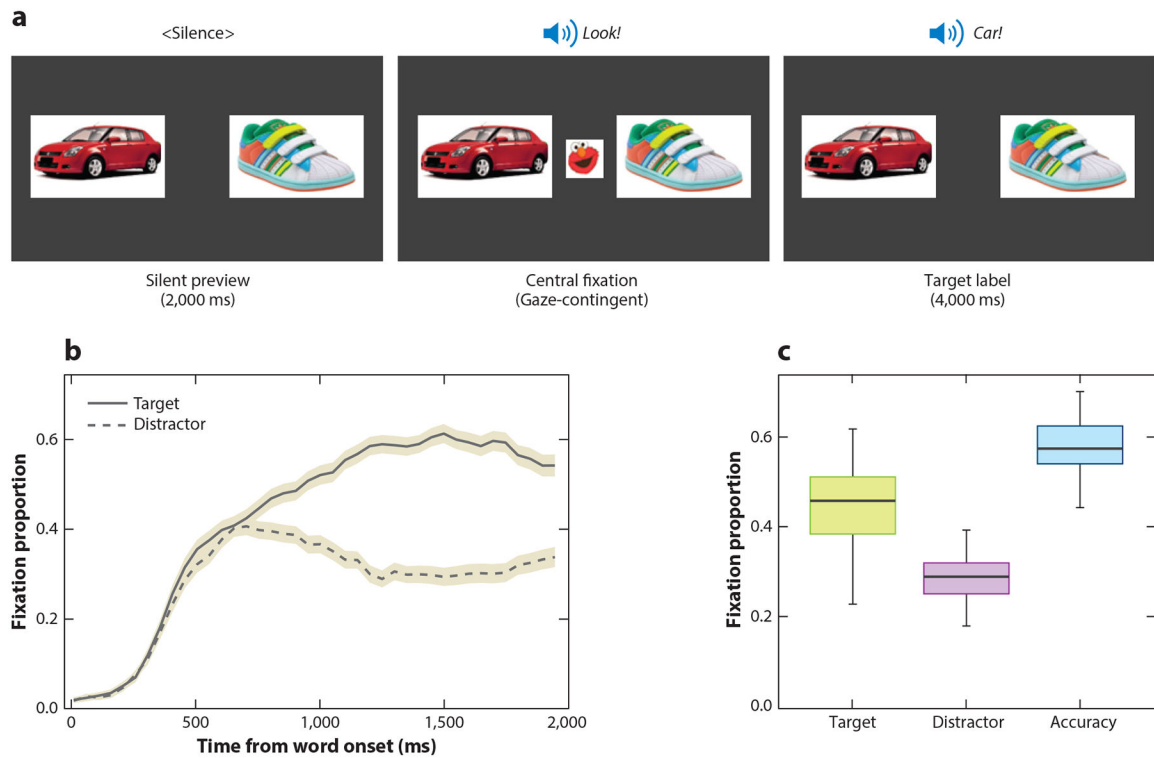 a
<Silence>
Look!
Car!
Silent preview
(2,000 ms)
Central fixation
(Gaze-contingent)
Target label
(4,000 ms)
b
Fixation proportion
0.6
0.4
0.2
0.0
Target
Distractor
0
500
1,000
1,500
2,000
Time from word onset (ms)
c
Fixation proportion
0.6
0.4
0.2
0.0
Target
Distractor
Accuracy